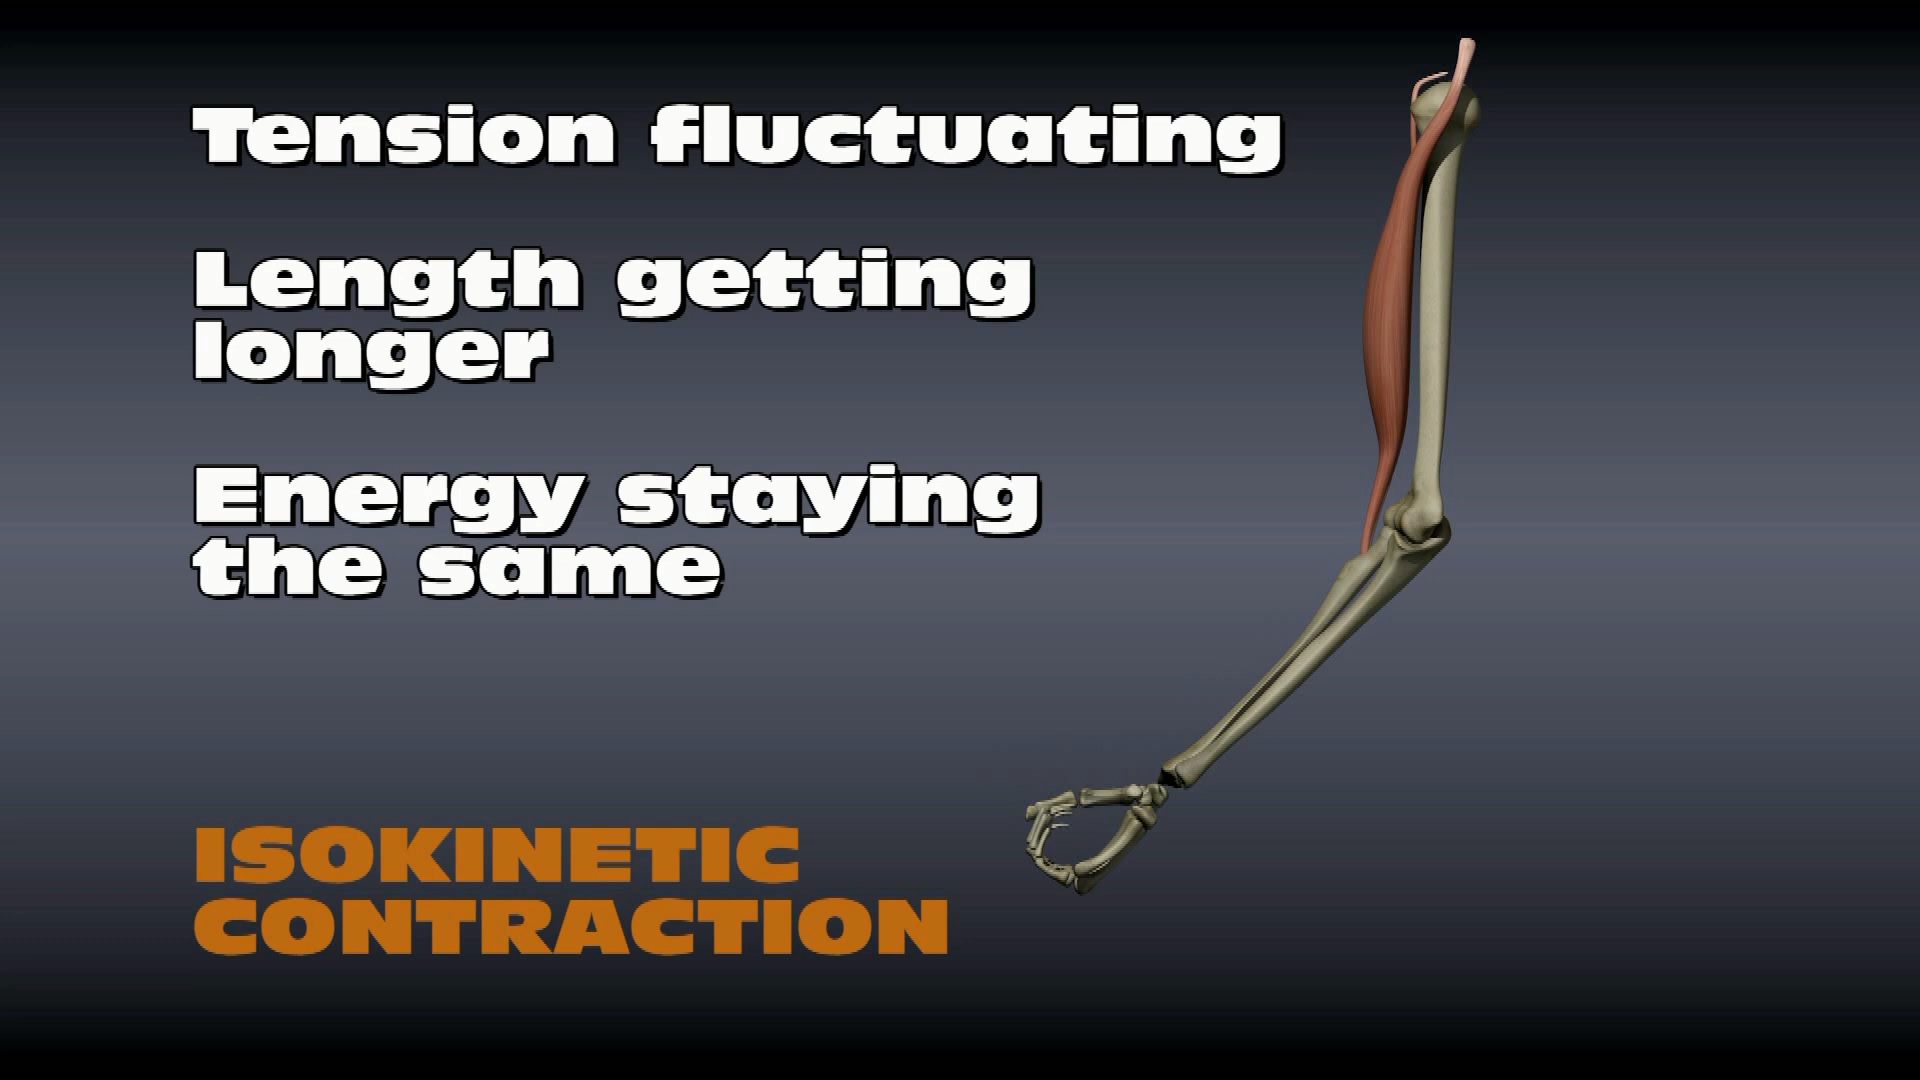 Tension fluctuating
Length getting
longer
Energy staying
the same
ISOKINETIC
CONTRACTION